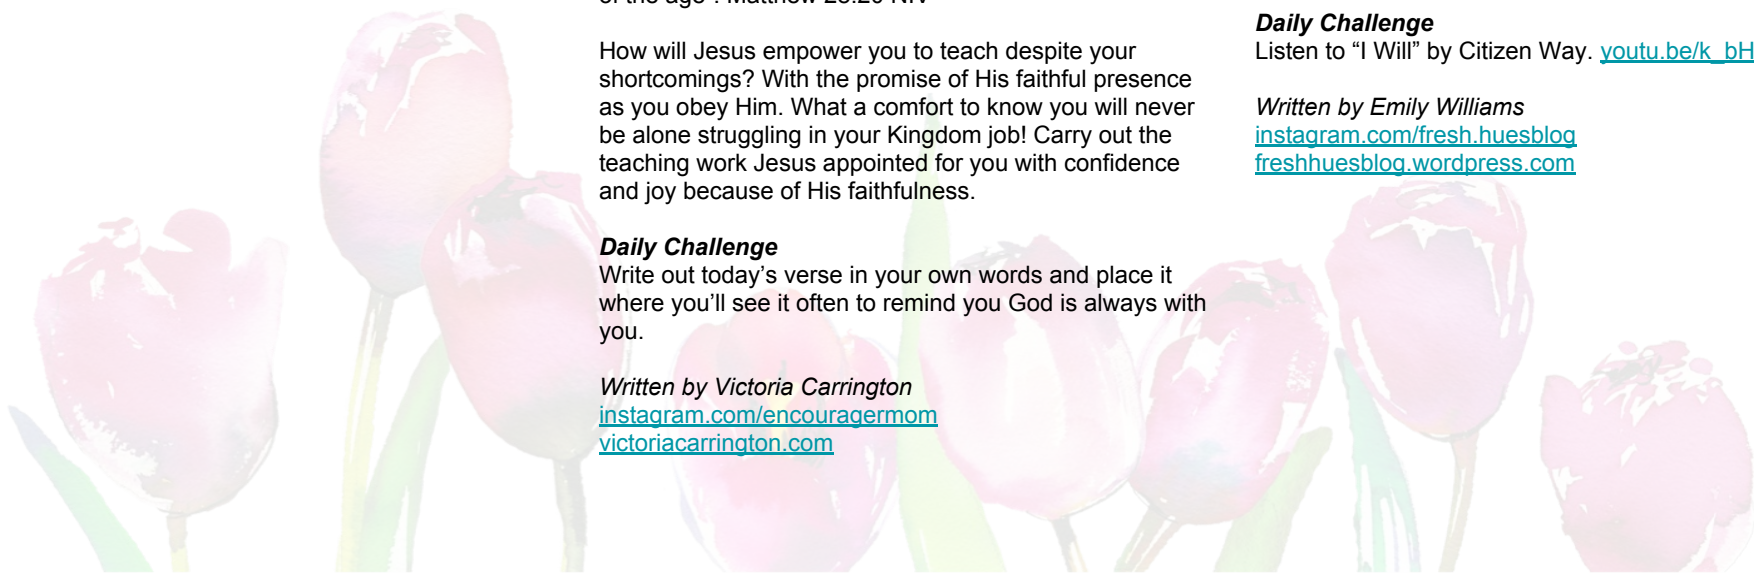 How will Jesus empower you to teach despite your
shortcomings? With the promise of His faithful presence
as you obey Him. What a comfort to know you will never
be alone struggling in your Kingdom job! Carry out the
teaching work Jesus appointed for you with confidence
and joy because of His faithfulness.
Daily Challenge
Write out today’s verse in your own words and place it
where you’ll see it often to remind you God is always with
you.
Written by Victoria Carrington
instagram.com/encouragermom
victoriacarrington.com
Daily Challenge
Listen to “I Will” by Citizen Way. youtu.be/k_bH
Written by Emily Williams
instagram.com/fresh.huesblog
freshhuesblog.wordpress.com